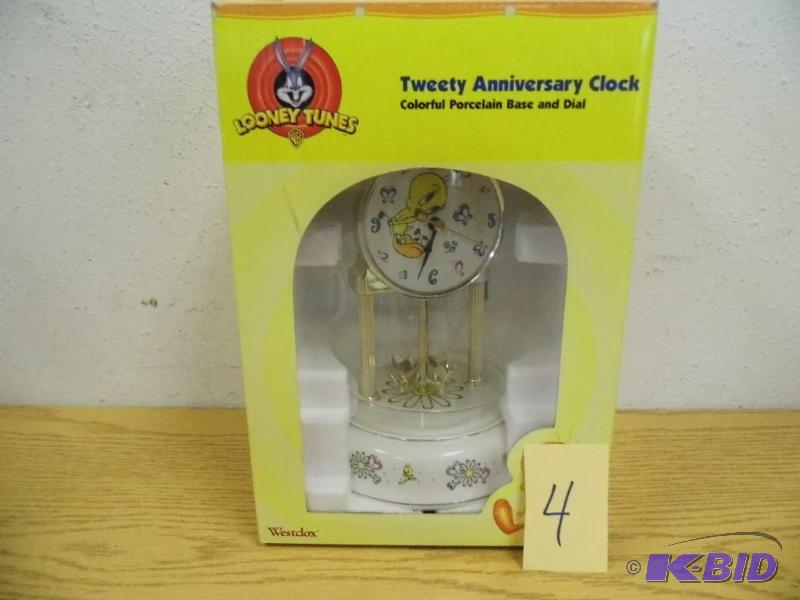 LOONEY TUNES
WB
Tweety Anniversary Clock
Colorful Porcelain Base and Dial
Westclox
4
© K-BID